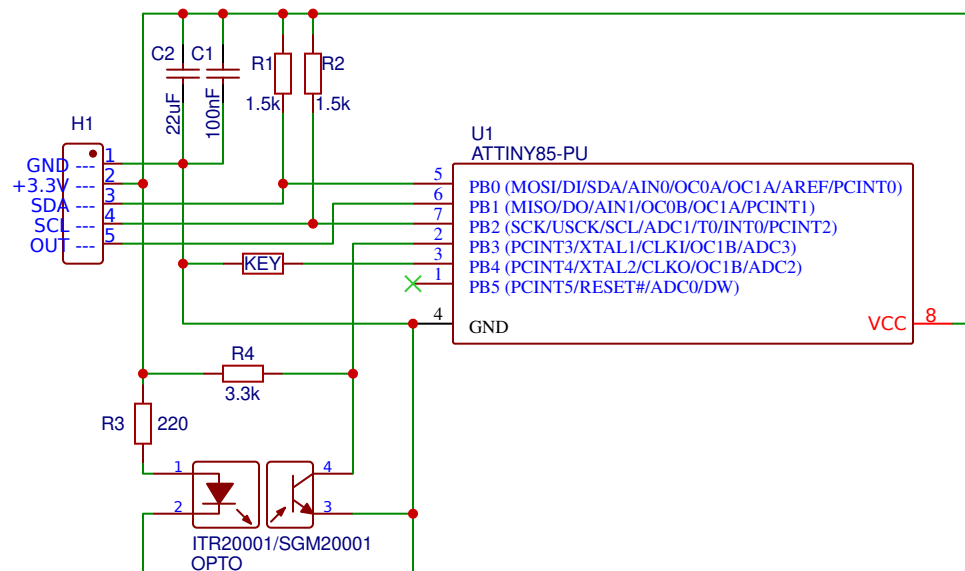 C2
C1
R1
R2
22uF
100nF
1.5k
1.5k
H1
GND --- 1
+3.3V --- 2
SDA --- 3
SCL --- 4
OUT --- 5
U1
ATTINY85-PU
5 PB0 (MOSI/DI/SDA/AIN0/OC0A/OC1A/AREF/PCINT0)
6 PB1 (MISO/DO/AIN1/OC0B/OC1A/PCINT1)
7 PB2 (SCK/USCK/SCL/ADC1/T0/INT0/PCINT2)
2 PB3 (PCINT3/XTAL1/CLKI/OC1B/ADC3)
3 PB4 (PCINT4/XTAL2/CLKO/OC1B/ADC2)
1 PB5 (PCINT5/RESET#/ADC0/DW)
4 GND
VCC 8
KEY
R4
3.3k
R3 220
1
2
4
3
ITR20001/SGM20001
OPTO